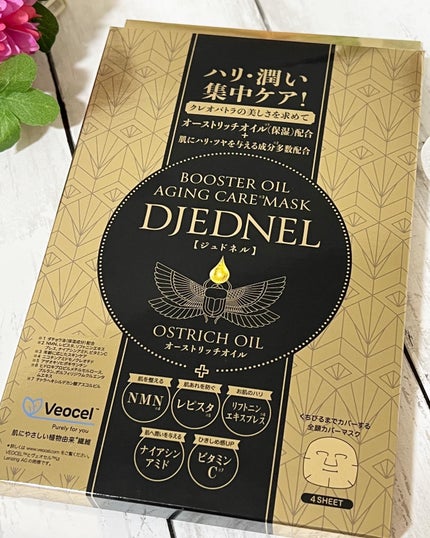 ハリ・潤い
集中ケア!
クレオパトラの美しさを求めて
オーストリッチオイル(保湿)配合
+
肌にハリ・ツヤを与える成分多数配合
BOOSTER OIL
AGING CARE MASK
DJEDNEL
【ジェドネル】
OSTRICH OIL
オーストリッチオイル
+
肌を整える
NMN
肌あれを防ぐ
レピスタ
お肌のハリ
リフトニン
エキスプレス
肌へ潤いを与える
ナイアシン
アミド
ひきしめ感UP
ビタミン
C
Veocel
Purely for you
肌にやさしい植物由来繊維
くちびるまでカバーする
全顔カバーマスク
4 SHEET